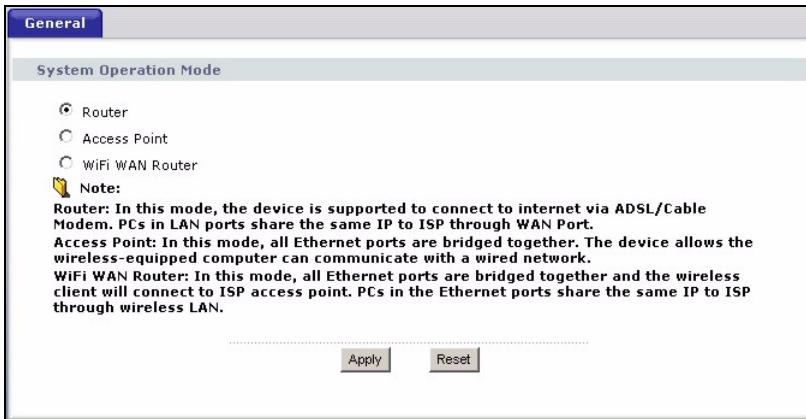 General
System Operation Mode
Router
Access Point
WiFi WAN Router
Note:
Router: In this mode, the device is supported to connect to internet via ADSL/Cable
Modem. PCs in LAN ports share the same IP to ISP through WAN Port.
Access Point: In this mode, all Ethernet ports are bridged together. The device allows the
wireless-equipped computer can communicate with a wired network.
WiFi WAN Router: In this mode, all Ethernet ports are bridged together and the wireless
client will connect to ISP access point. PCs in the Ethernet ports share the same IP to ISP
through wireless LAN.
Apply Reset